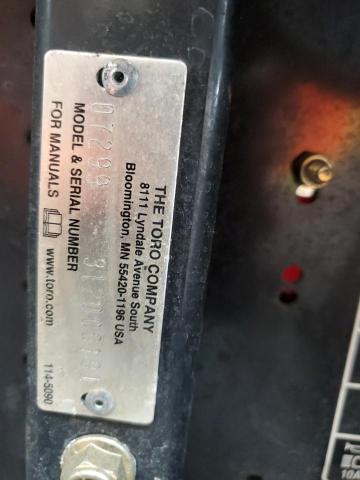 THE TORO COMPANY
8111 Lyndale Avenue South
Bloomington, MN 55420-1196 USA
MODEL & SERIAL NUMBER
FOR MANUALS www.toro.com
114-5090